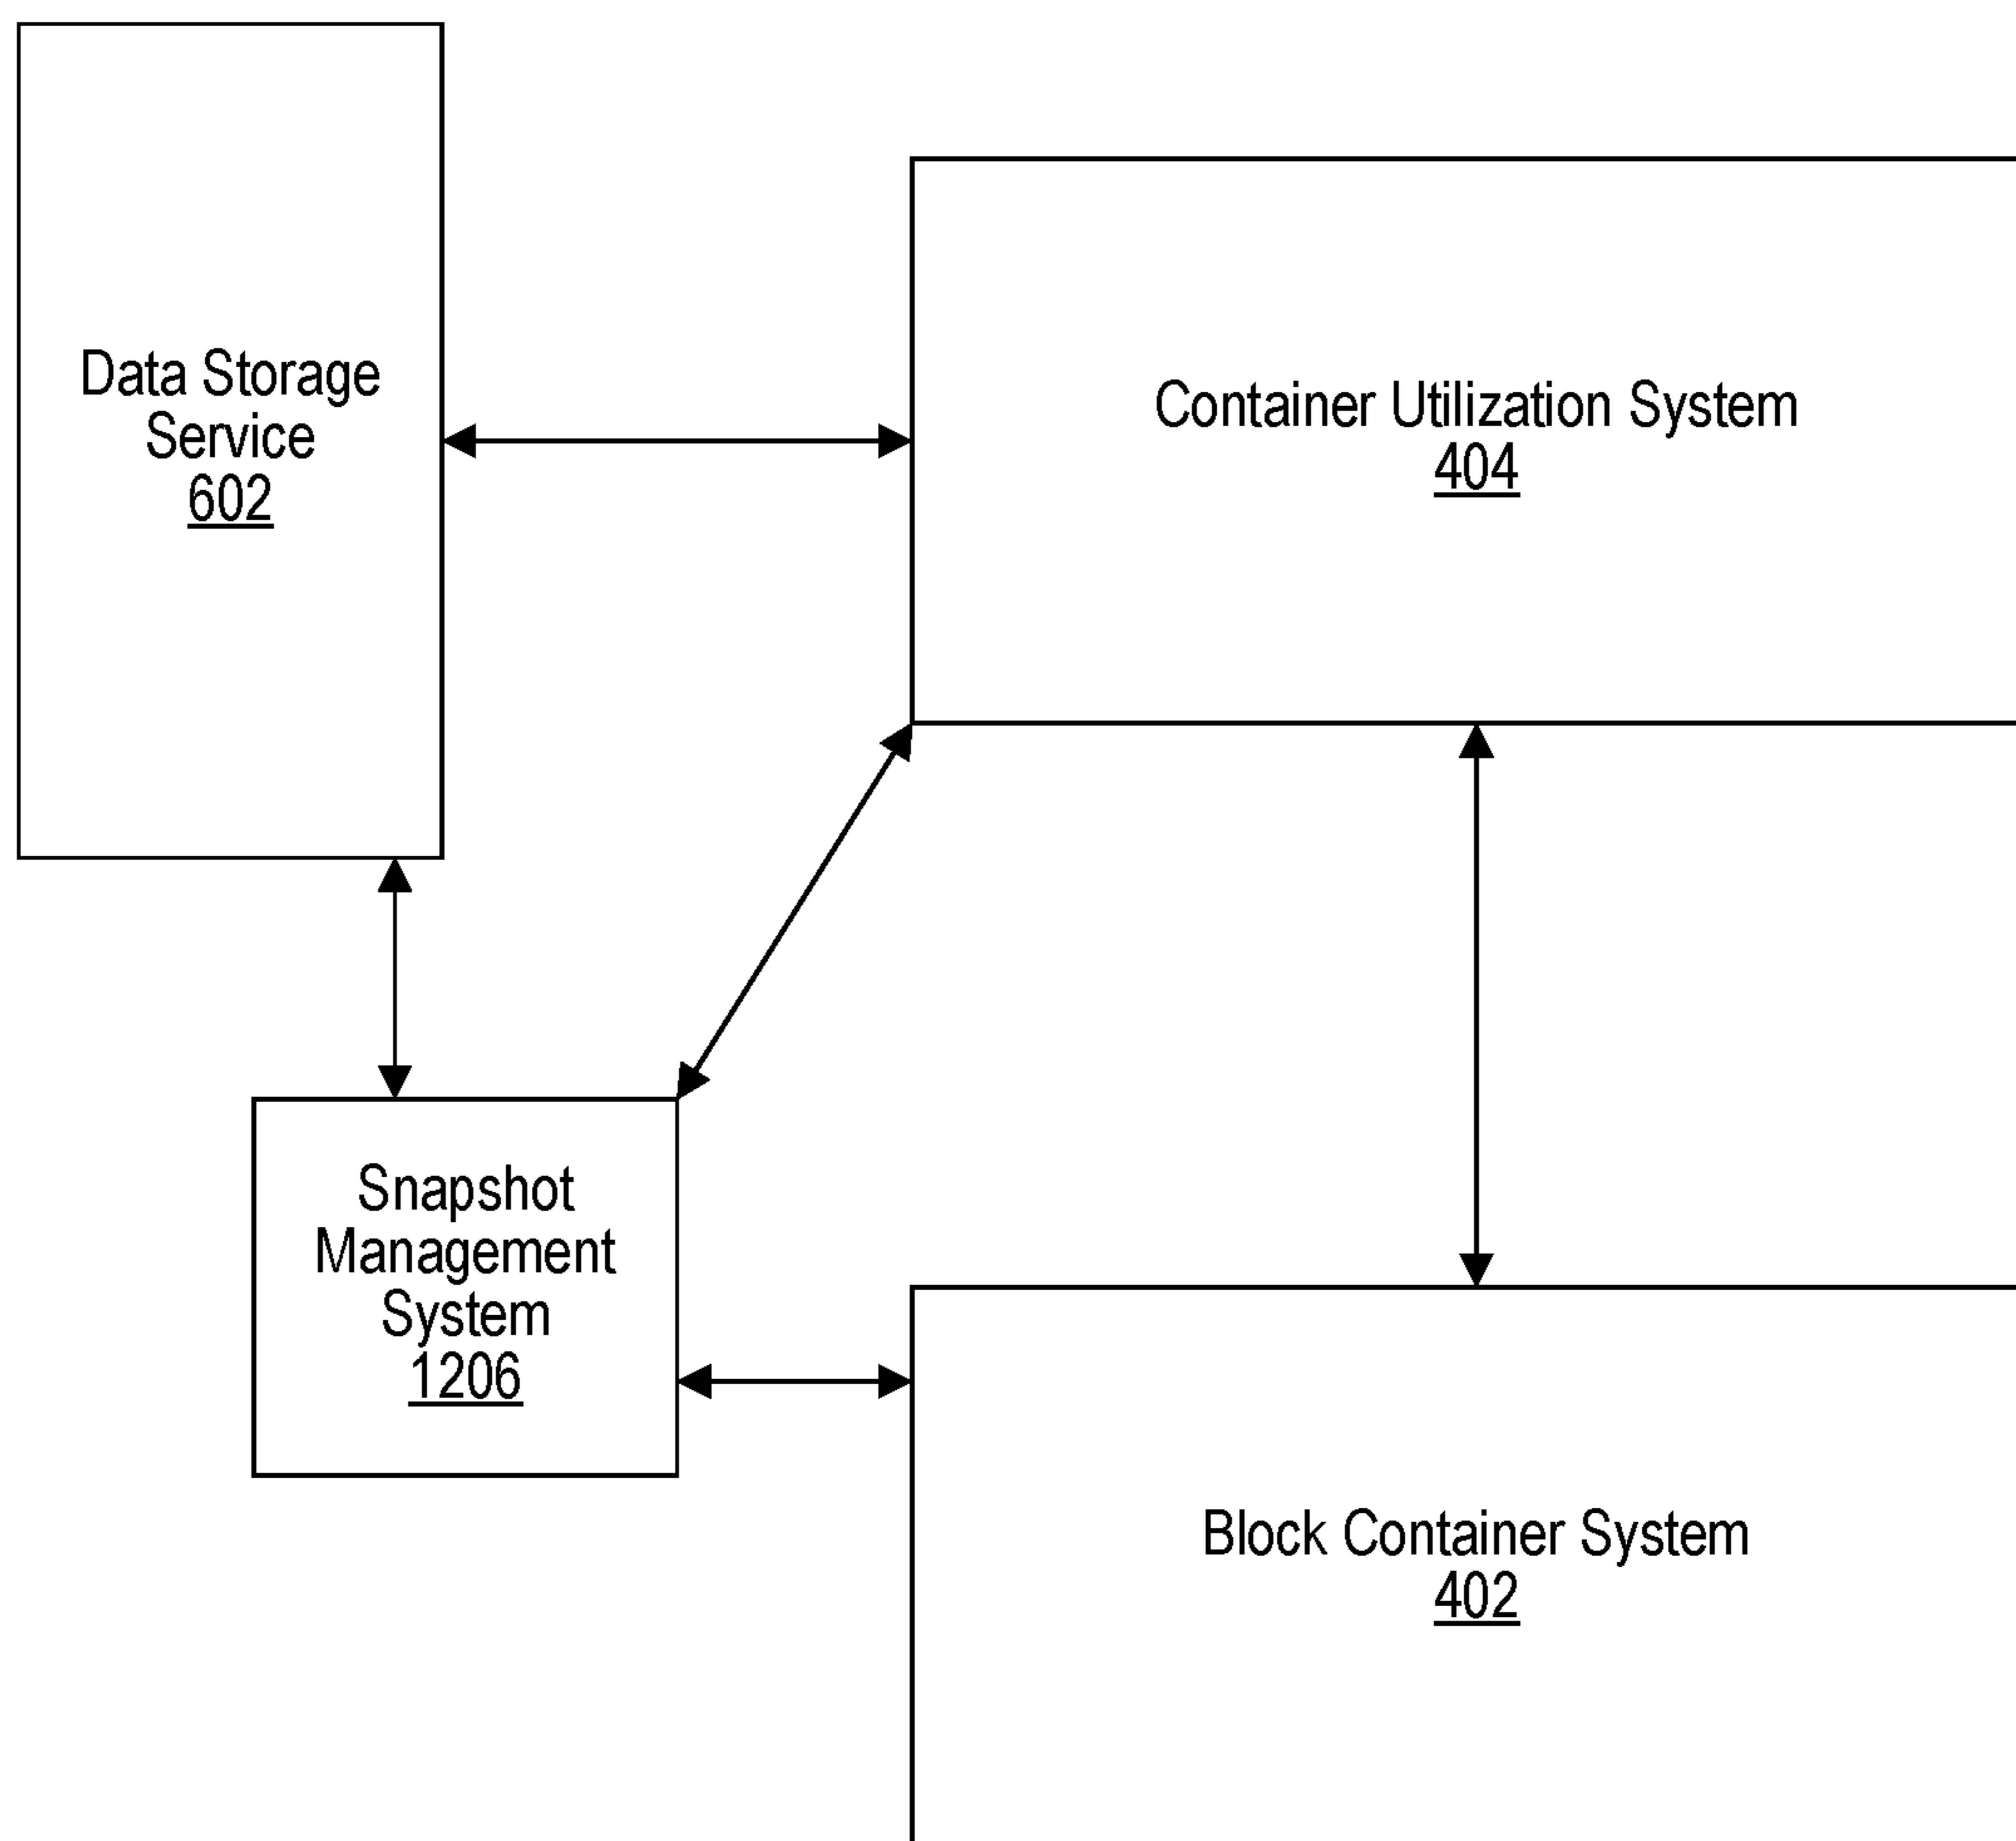 Data Storage
Service
602
Container Utilization System
404
Snapshot
Management
System
1206
Block Container System
402